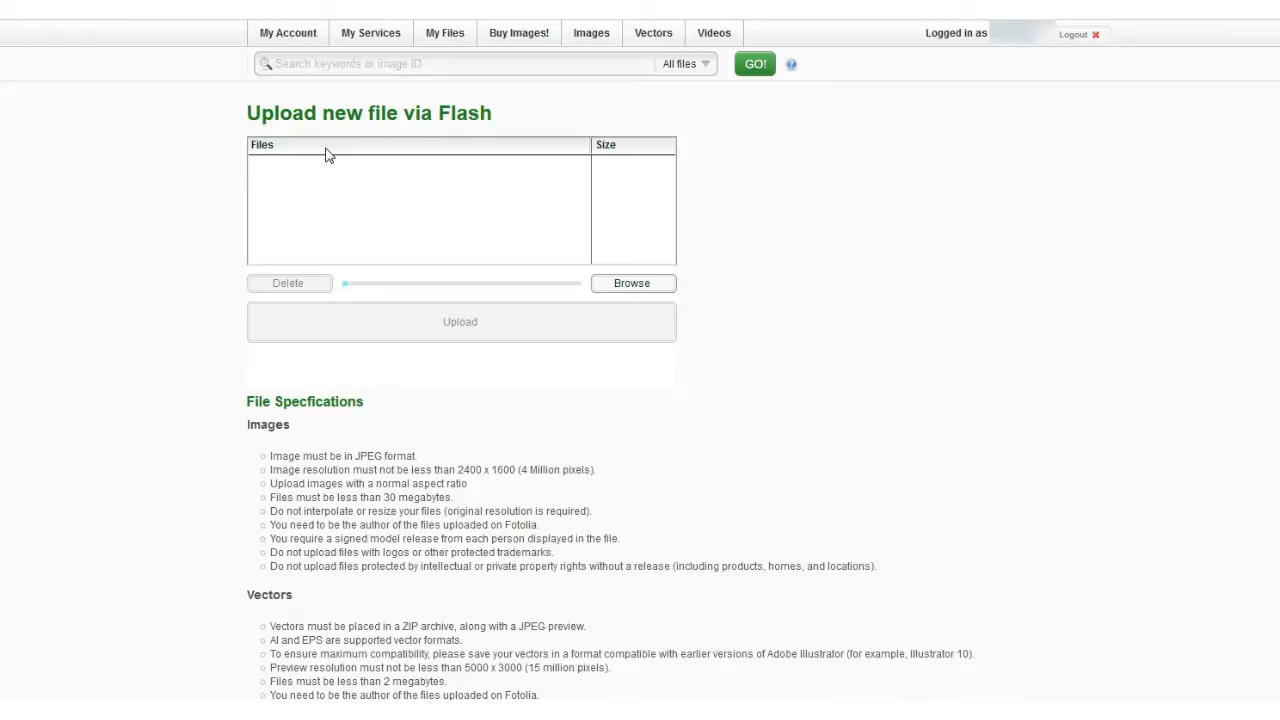 My Account My Services My Files Buy Images! Images Vectors Videos Logged in as Logout
Search keywords or image ID All files GO! ?
Upload new file via Flash
Files Size
Delete Browse
Upload
File Specfications
Images
Image must be in JPEG format.
Image resolution must not be less than 2400 x 1600 (4 Million pixels).
Upload images with a normal aspect ratio
Files must be less than 30 megabytes.
Do not interpolate or resize your files (original resolution is required).
You need to be the author of the files uploaded on Fotolia.
You require a signed model release from each person displayed in the file.
Do not upload files with logos or other protected trademarks.
Do not upload files protected by intellectual or private property rights without a release (including products, homes, and locations).
Vectors
Vectors must be placed in a ZIP archive, along with a JPEG preview.
AI and EPS are supported vector formats.
To ensure maximum compatibility, please save your vectors in a format compatible with earlier versions of Adobe Illustrator (for example, Illustrator 10).
Preview resolution must not be less than 5000 x 3000 (15 million pixels).
Files must be less than 2 megabytes.
You need to be the author of the files uploaded on Fotolia.